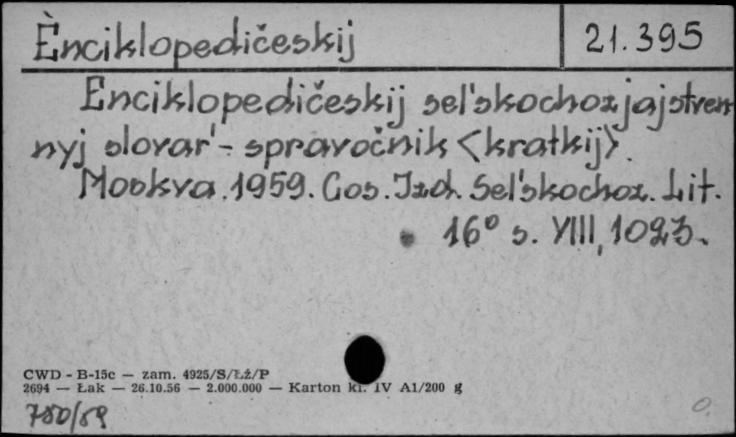 Ènciklopedičeskij 21.395
Enciklopedičeskij sel'skochozjajstven
nyj slovar'- spravočnik <kratkij>.
Moskva.1959. Gos. Izd. Sel'skochoz. Lit.
16° s. VIII, 1023.
CWD - B-15c — zam. 4925/S/ŁŻ/P
2694 — Łak — 26.10.56 — 2.000.000 — Karton kl. IV A1/200 g
780/59